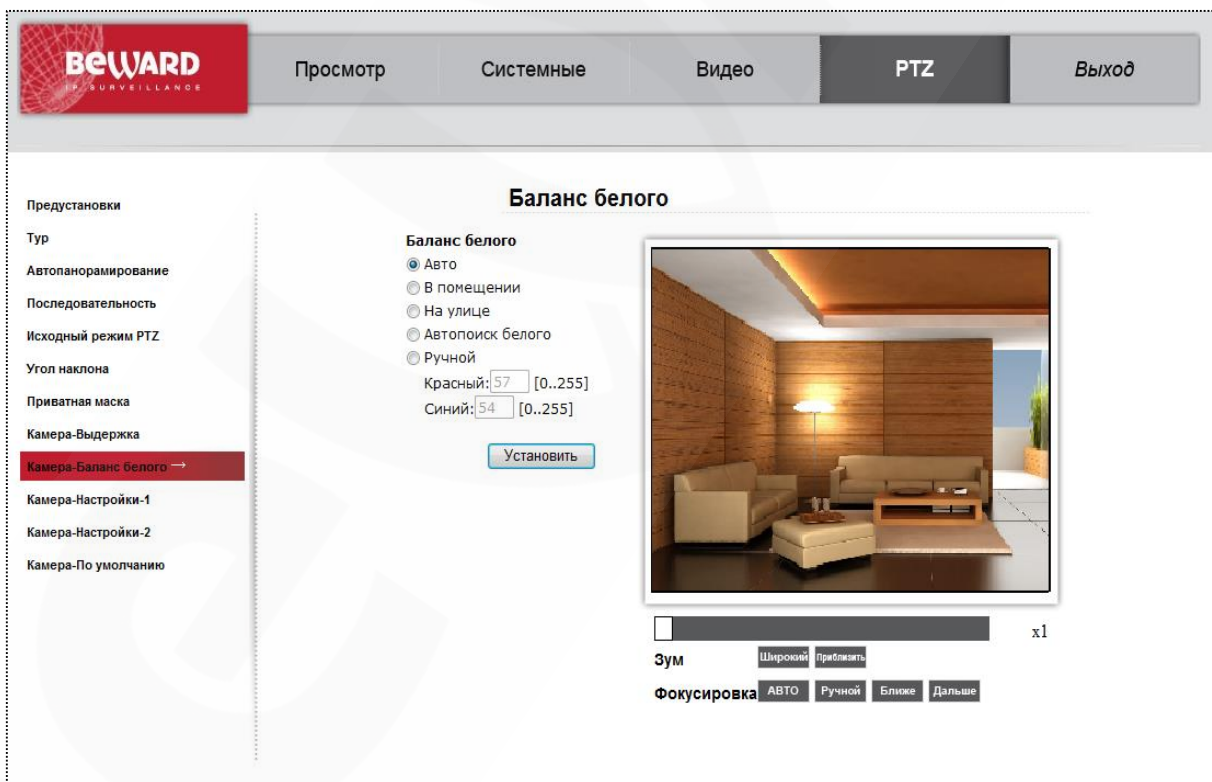 BEWARD
IP SURVEILLANCE
Просмотр
Системные
Видео
PTZ
Выход
Предустановки
Тур
Автопанорамирование
Последовательность
Исходный режим PTZ
Угол наклона
Приватная маска
Камера-Выдержка
Камера-Баланс белого →
Камера-Настройки-1
Камера-Настройки-2
Камера-По умолчанию
Баланс белого
Баланс белого
Авто
В помещении
На улице
Автопоиск белого
Ручной
Красный: 57 [0..255]
Синий: 54 [0..255]
Установить
x1
Зум Широкий Приблизить
Фокусировка АВТО Ручной Ближе Дальше